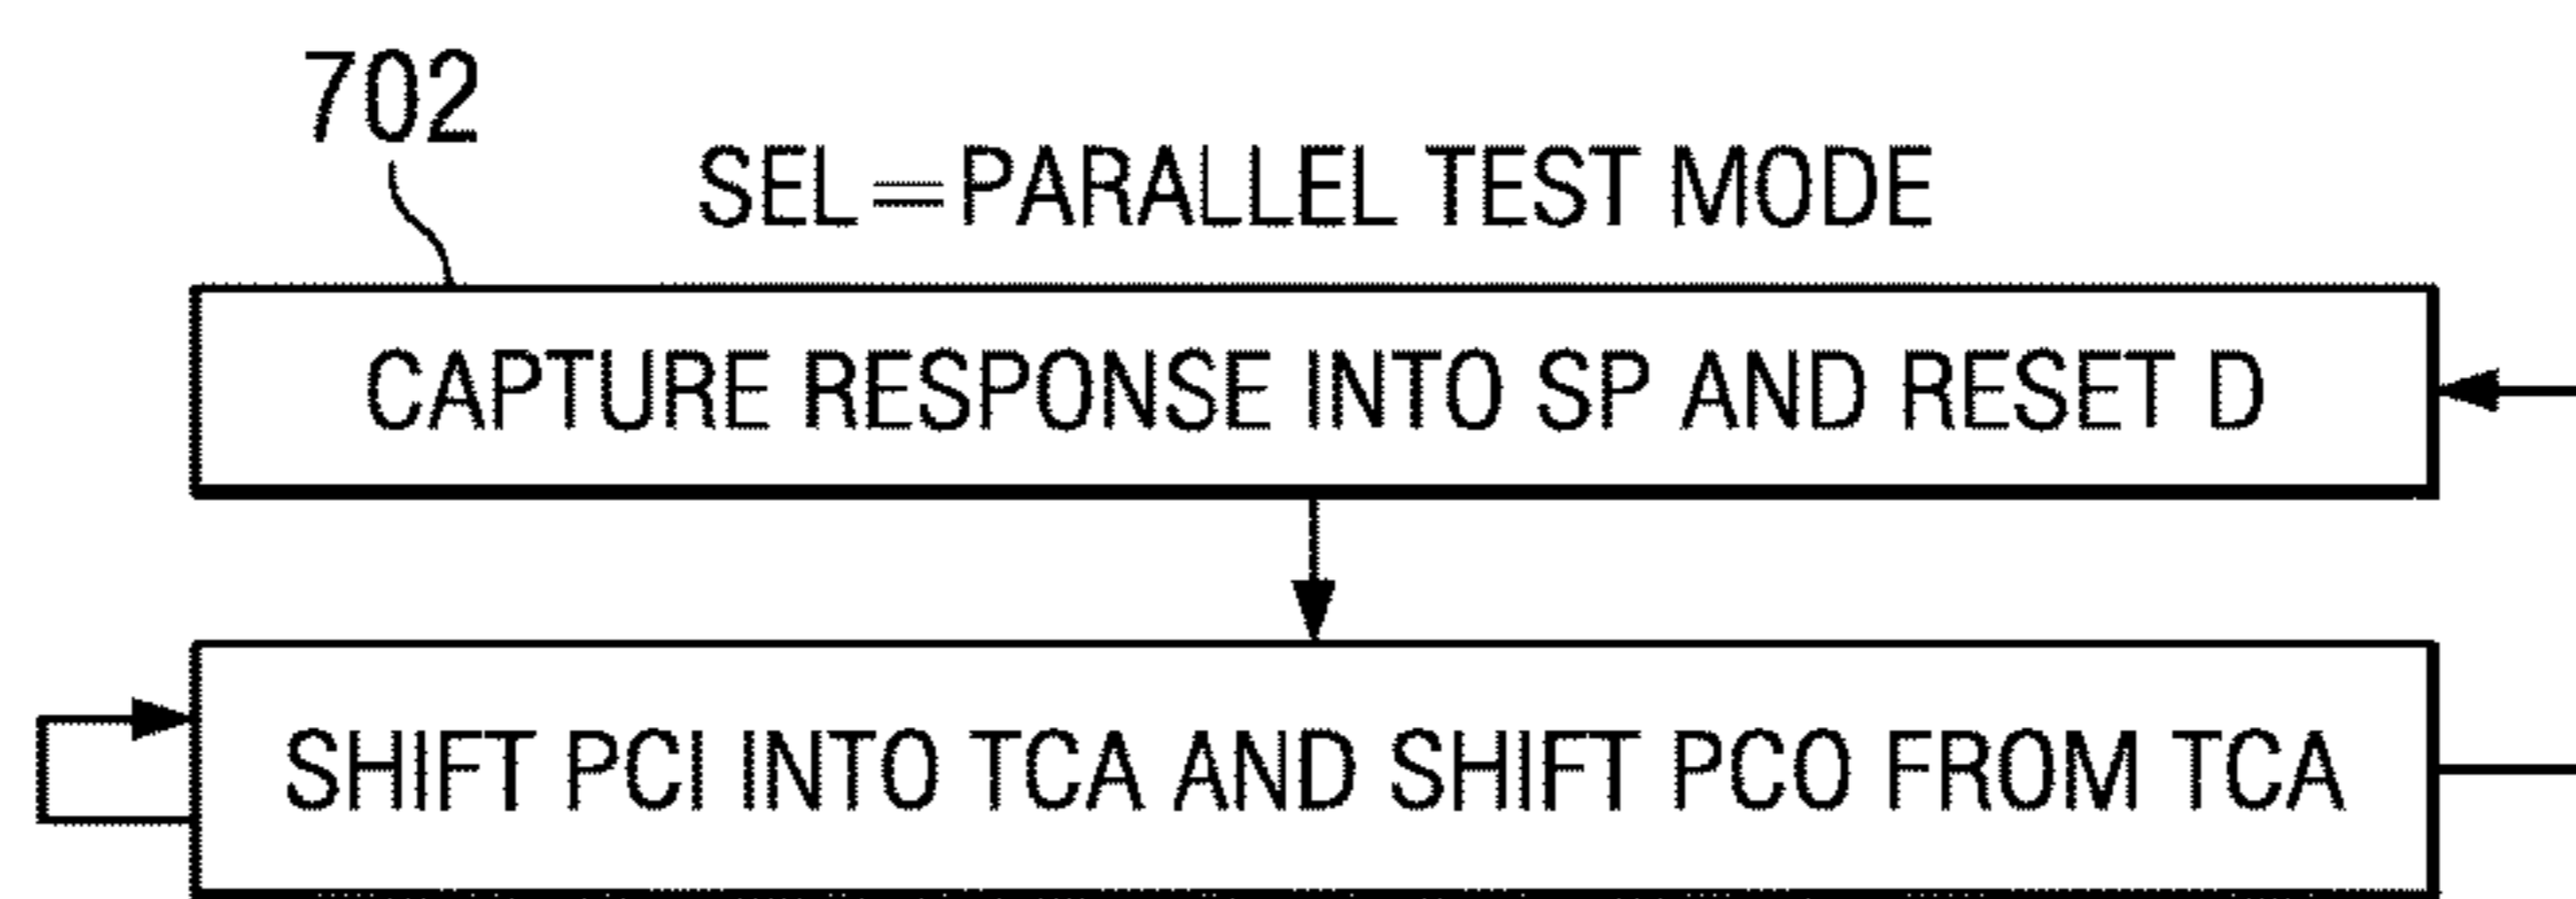 702
SEL=PARALLEL TEST MODE
CAPTURE RESPONSE INTO SP AND RESET D
SHIFT PCI INTO TCA AND SHIFT PCO FROM TCA